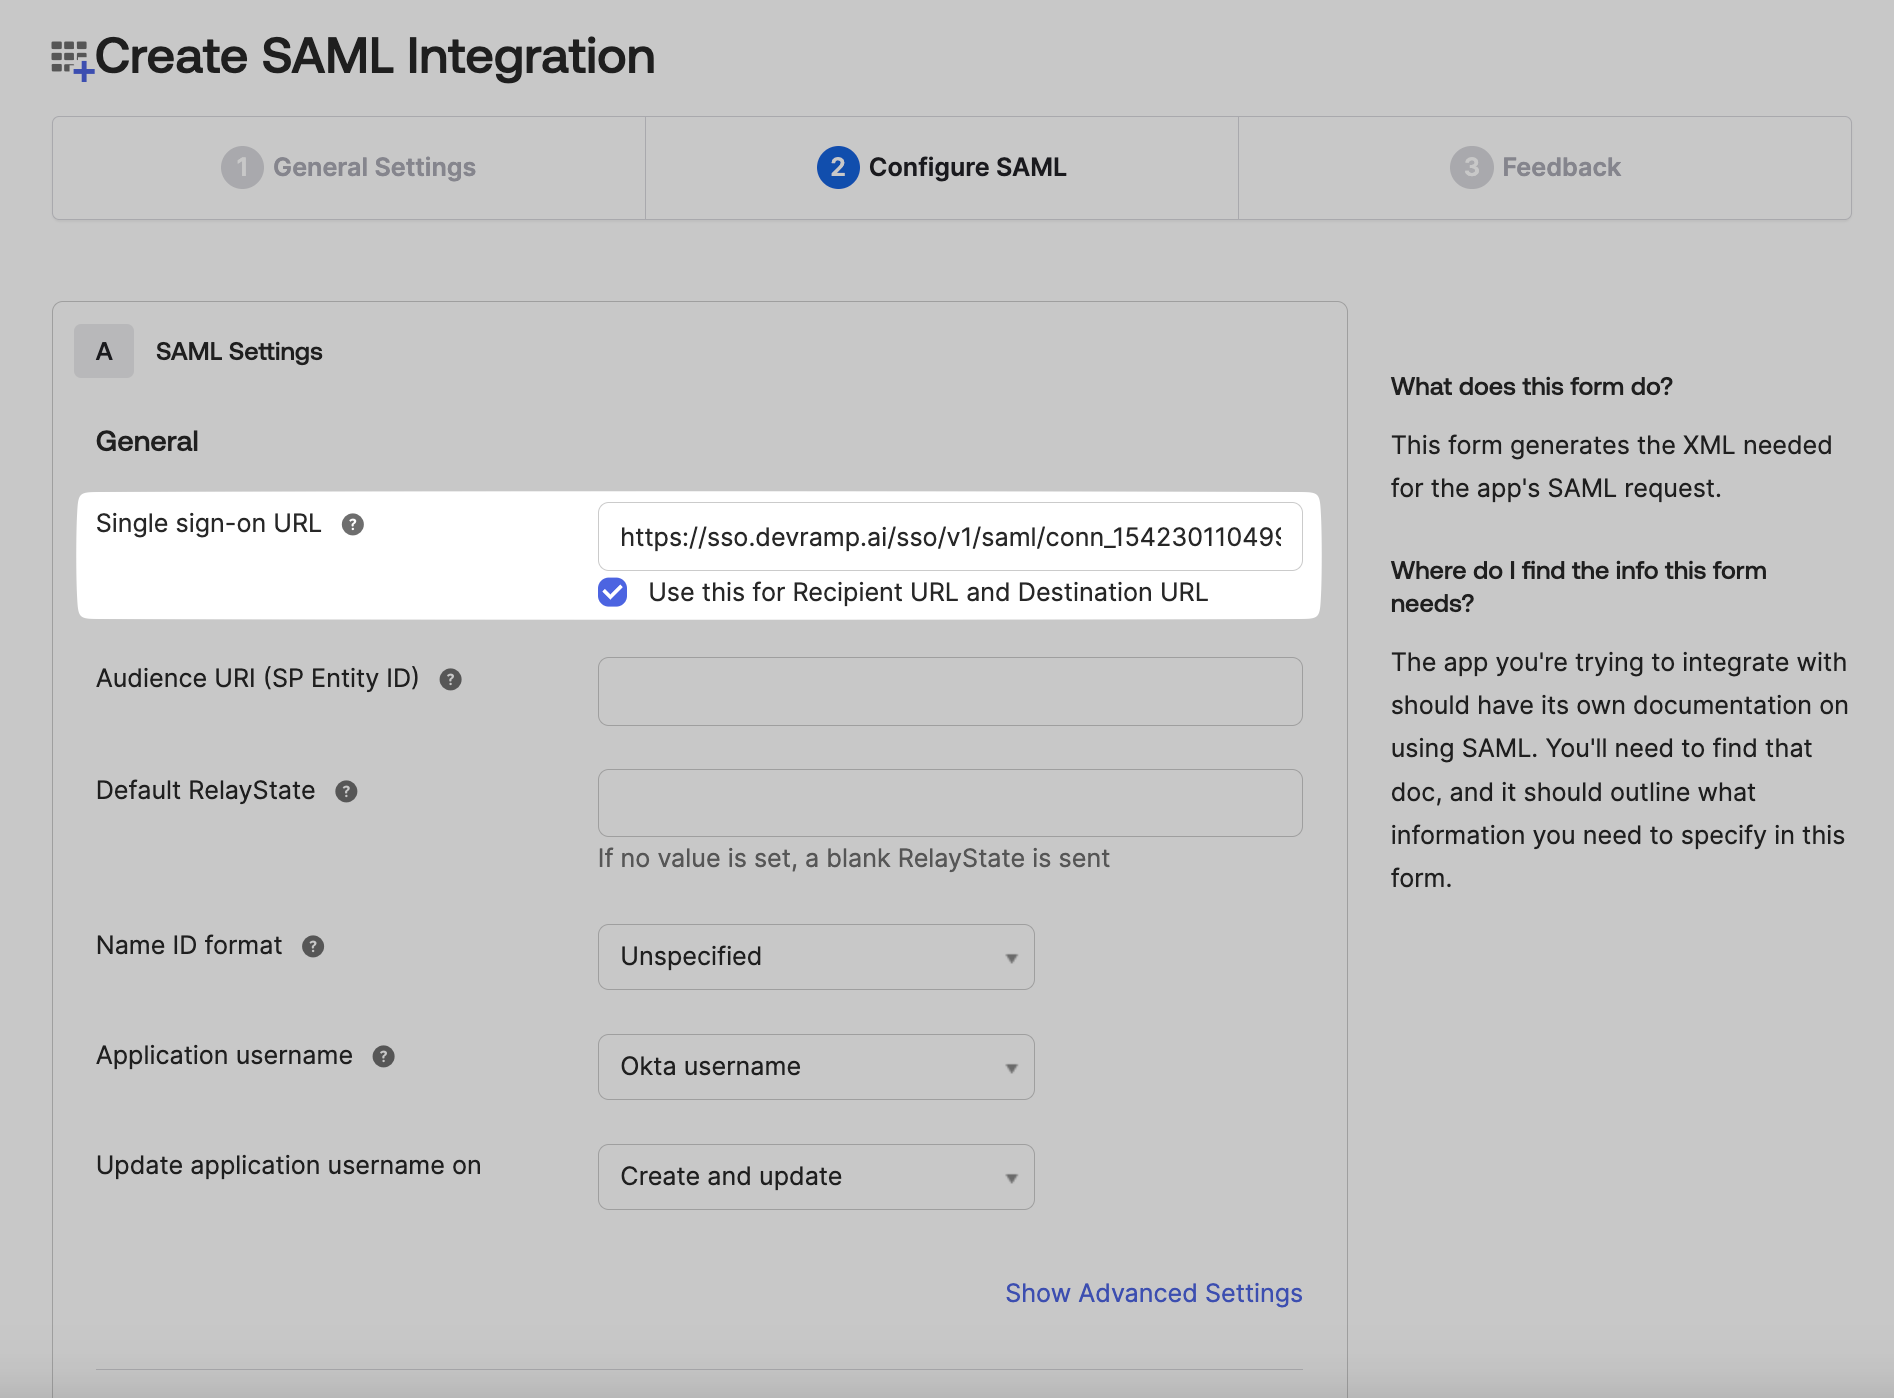 Create SAML Integration
1 General Settings
2 Configure SAML
3 Feedback
A SAML Settings
General
Single sign-on URL ?
https://sso.devramp.ai/sso/v1/saml/conn_154230110499
Use this for Recipient URL and Destination URL
Audience URI (SP Entity ID) ?
Default RelayState ?
If no value is set, a blank RelayState is sent
Name ID format ?
Unspecified
Application username ?
Okta username
Update application username on
Create and update
Show Advanced Settings
What does this form do?
This form generates the XML needed
for the app's SAML request.
Where do I find the info this form
needs?
The app you're trying to integrate with
should have its own documentation on
using SAML. You'll need to find that
doc, and it should outline what
information you need to specify in this
form.